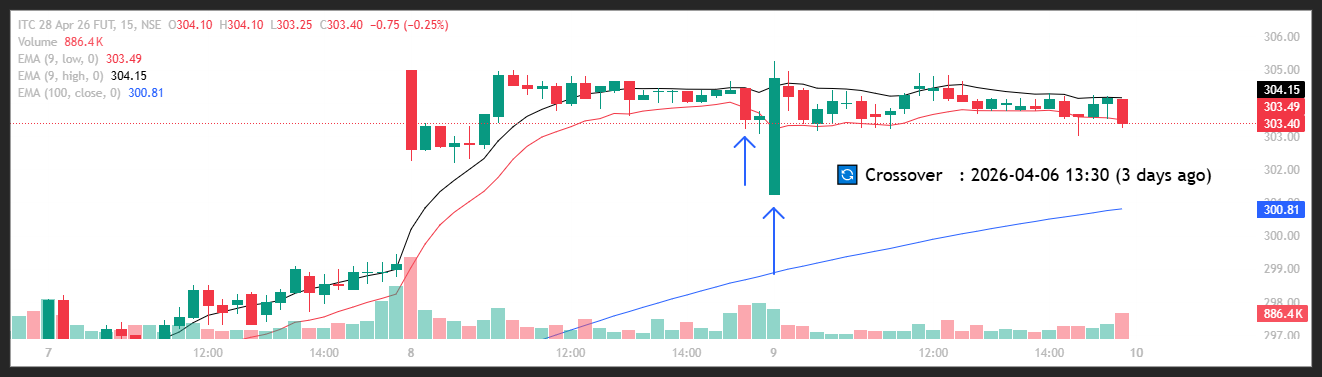 ITC 28 Apr 26 FUT, 15, NSE O304.10 H304.10 L303.25 C303.40 −0.75 (−0.25%)
Volume 886.4K
EMA (9, low, 0) 303.49
EMA (9, high, 0) 304.15
EMA (100, close, 0) 300.81
306.00
305.00
304.15
303.49
303.40
303.00
302.00
300.81
300.00
299.00
298.00
886.4K
297.00
Crossover : 2026-04-06 13:30 (3 days ago)
7 12:00 14:00 8 12:00 14:00 9 12:00 14:00 10